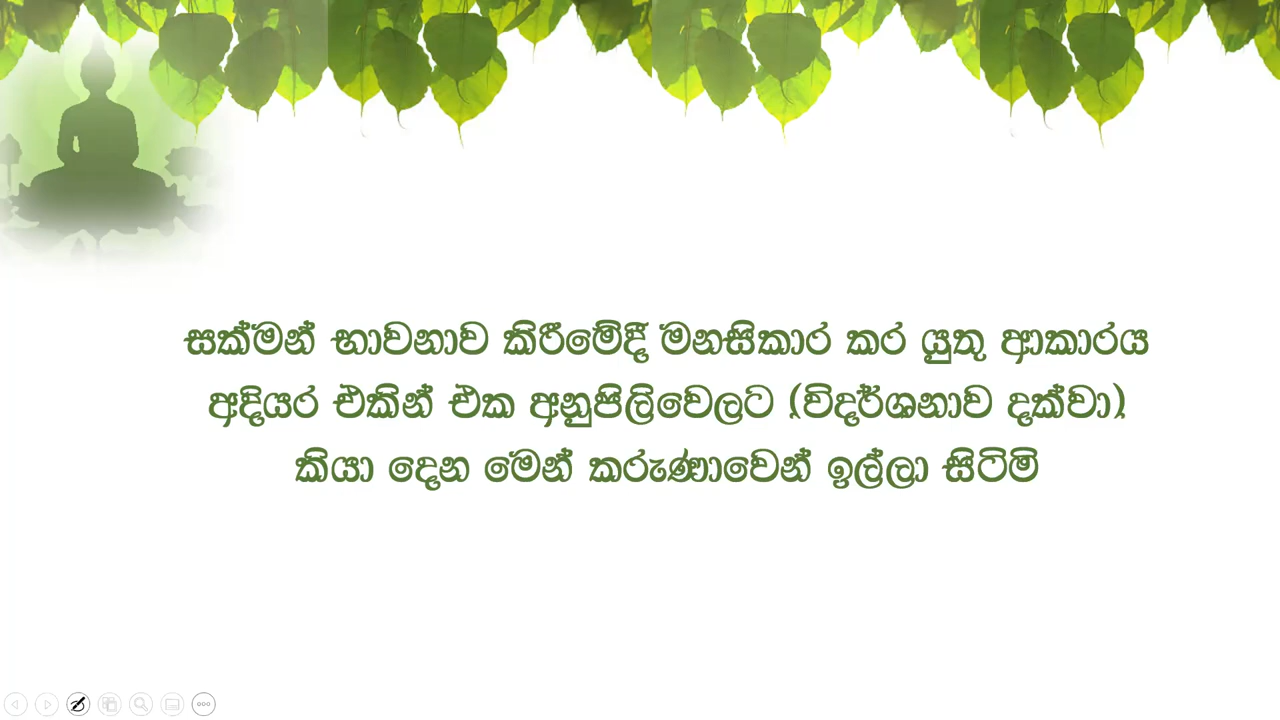 සක්මන් භාවනාව කිරීමේදී මනසිකාර කර යුතු ආකාරය
අදියර එකින් එක අනුපිලිවෙලට (විදර්ශනාව දක්වා)
කියා දෙන මෙන් කරුණාවෙන් ඉල්ලා සිටිමි